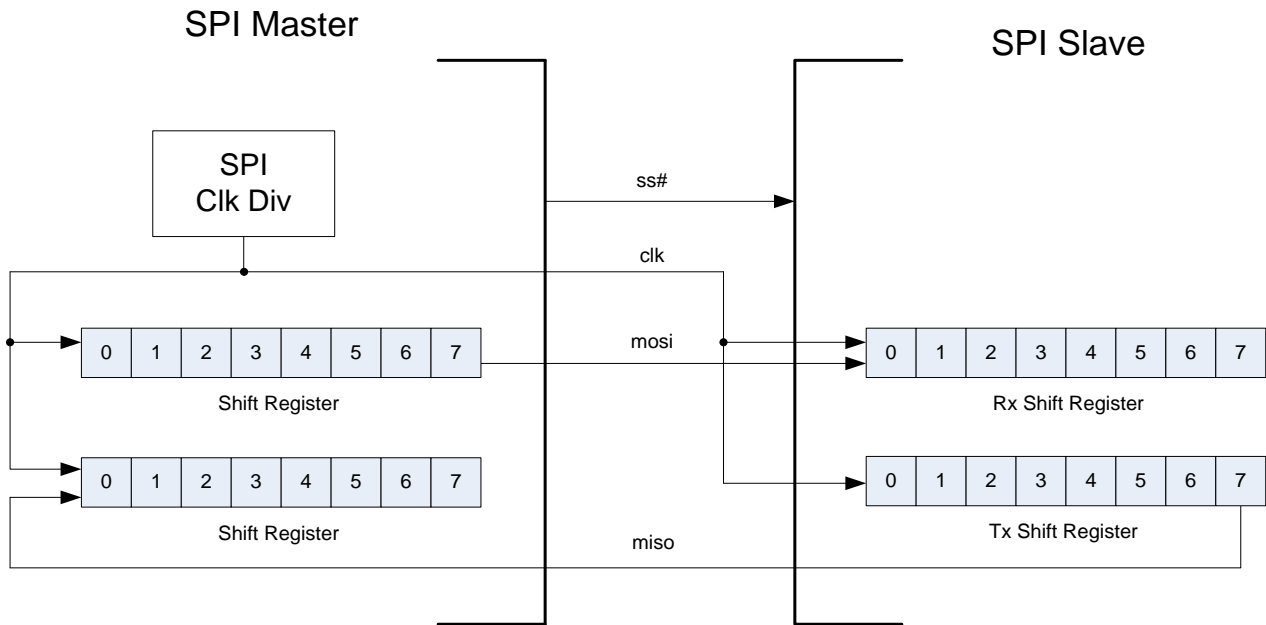 SPI Master
SPI Slave
SPI
Clk Div
ss#
clk
0 1 2 3 4 5 6 7
mosi
0 1 2 3 4 5 6 7
Shift Register
Rx Shift Register
0 1 2 3 4 5 6 7
0 1 2 3 4 5 6 7
Shift Register
Tx Shift Register
miso